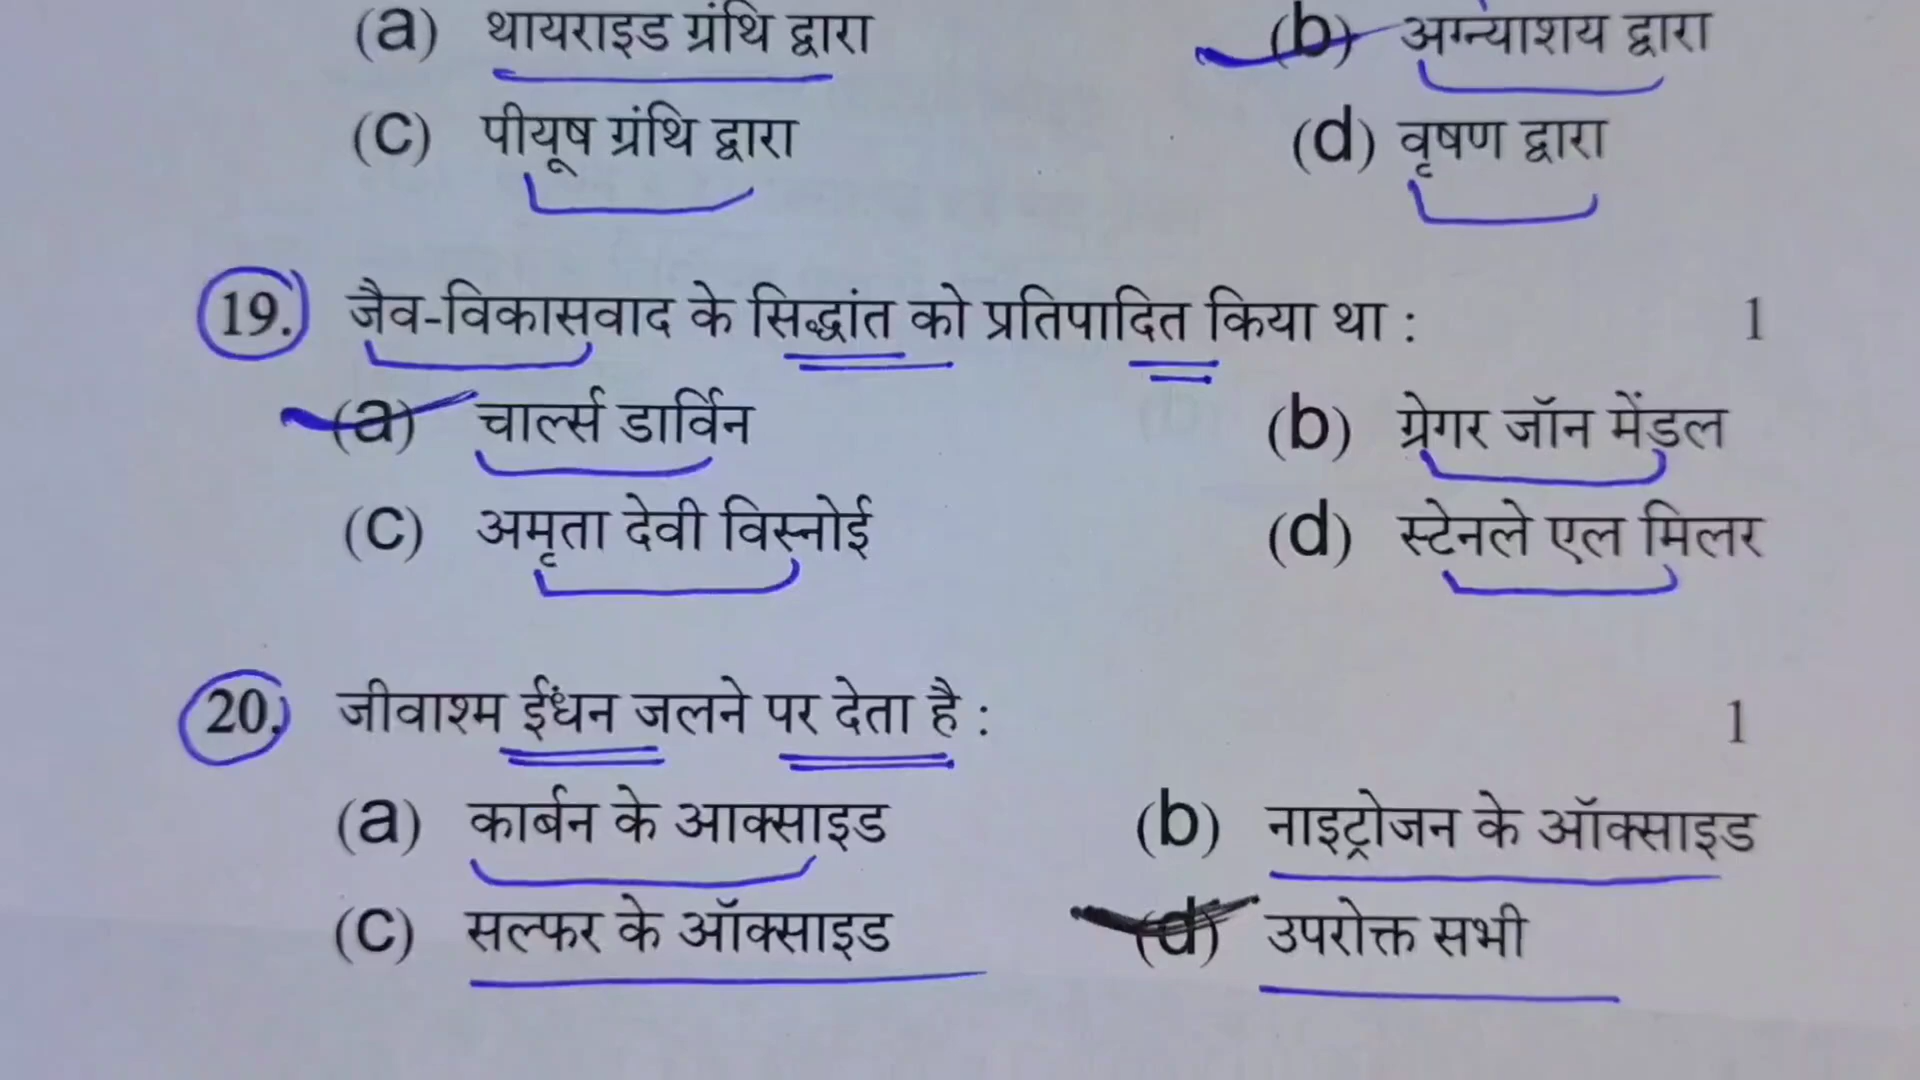 (a) थायराइड ग्रंथि द्वारा (b) अग्न्याशय द्वारा
(c) पीयूष ग्रंथि द्वारा (d) वृषण द्वारा
19. जैव-विकासवाद के सिद्धांत को प्रतिपादित किया था : 1
(a) चार्ल्स डार्विन (b) ग्रेगर जॉन मेंडल
(c) अमृता देवी विस्नोई (d) स्टेनले एल मिलर
20. जीवाश्म ईंधन जलने पर देता है : 1
(a) कार्बन के आक्साइड (b) नाइट्रोजन के ऑक्साइड
(c) सल्फर के ऑक्साइड (d) उपरोक्त सभी